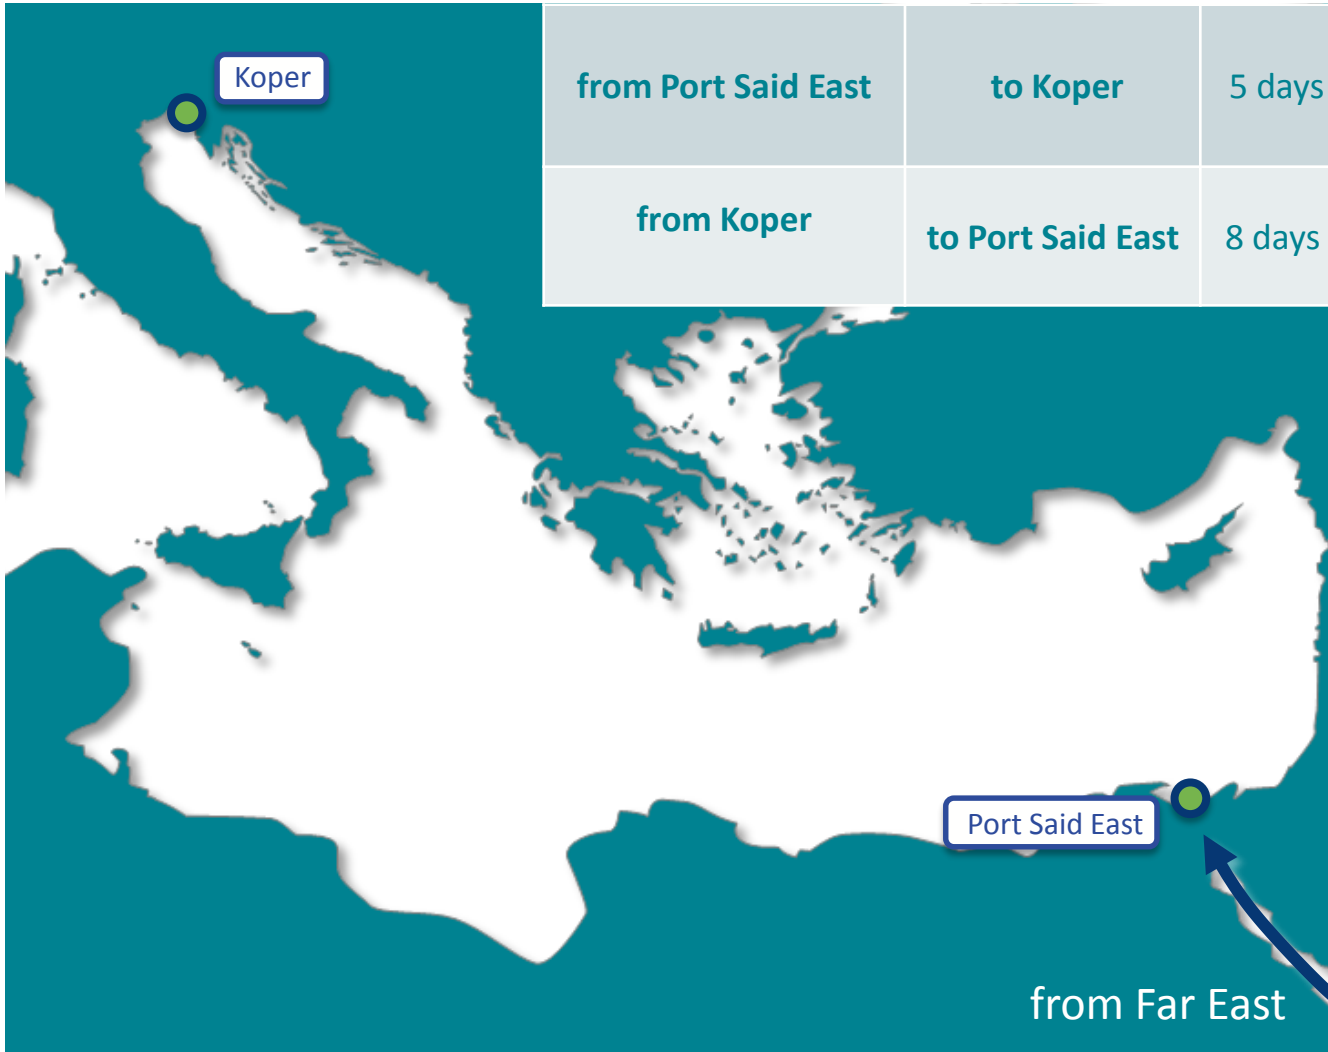 Koper
from Port Said East to Koper 5 days
from Koper to Port Said East 8 days
Port Said East
from Far East